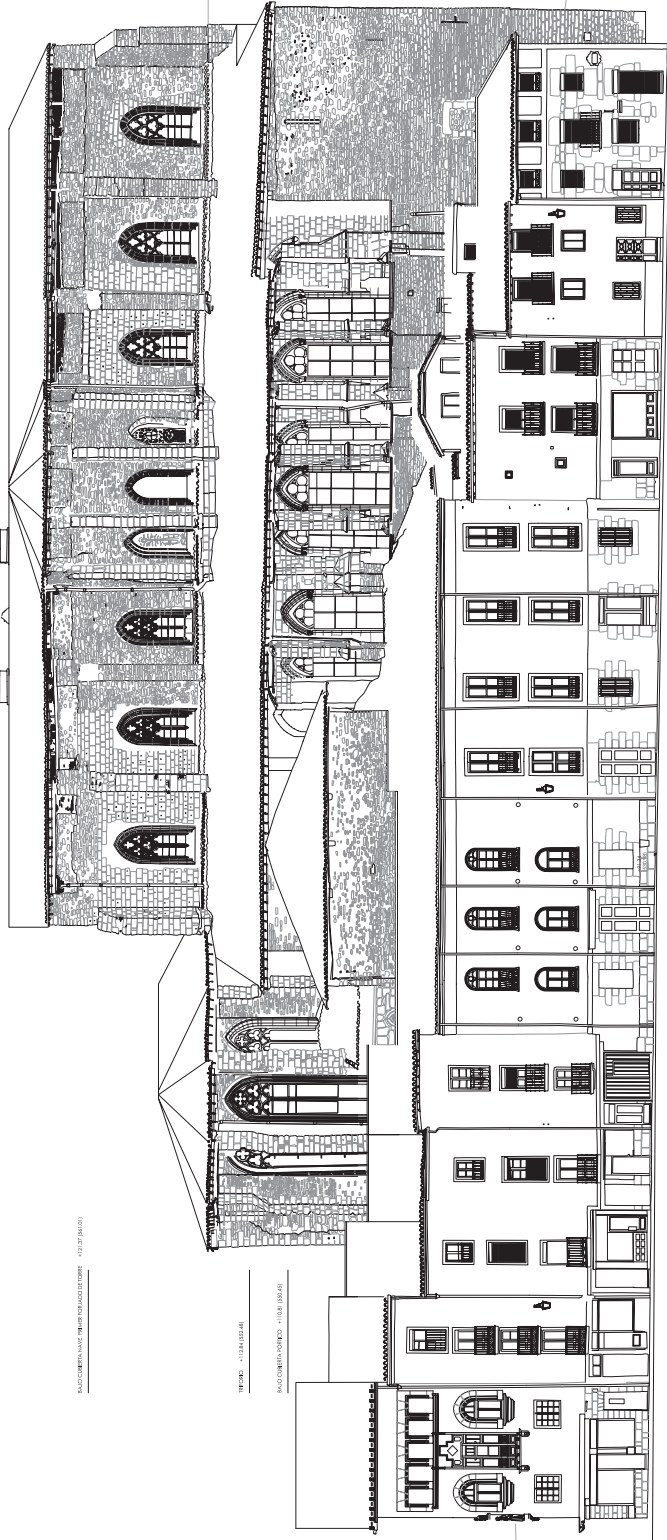 BAJO CUBIERTA NAVE. PRIMER FORJADO DE TORRE +121,37 (561.01)
TRIFORIO +112,84 (552,48)
BAJO CUBIERTA PORTICO +110,81 (550,45)